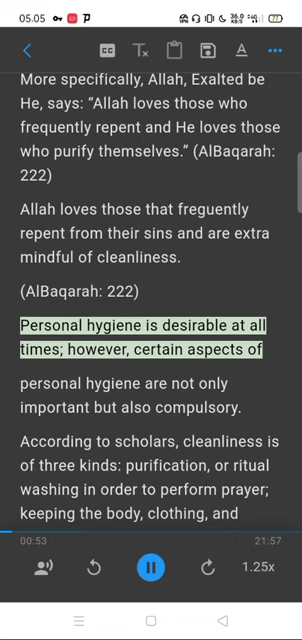 05.05
36.0
KB/s
77
CC
More specifically, Allah, Exalted be
He, says: “Allah loves those who
frequently repent and He loves those
who purify themselves.” (AlBaqarah:
222)
Allah loves those that freguently
repent from their sins and are extra
mindful of cleanliness.
(AlBaqarah: 222)
Personal hygiene is desirable at all
times; however, certain aspects of
personal hygiene are not only
important but also compulsory.
According to scholars, cleanliness is
of three kinds: purification, or ritual
washing in order to perform prayer;
keeping the body, clothing, and
00:53
21:57
1.25x